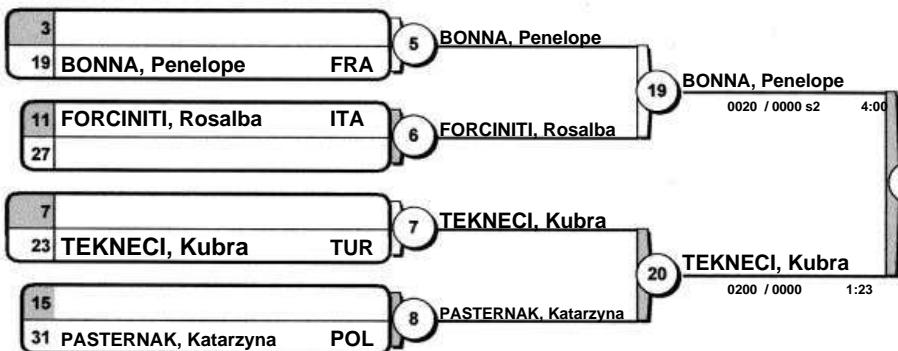 3
19 BONNA, Penelope FRA
5
BONNA, Penelope
11 FORCINITI, Rosalba ITA
27
6
FORCINITI, Rosalba
19
BONNA, Penelope
0020 / 0000 s2 4:00
7
23 TEKNECI, Kubra TUR
7
TEKNECI, Kubra
15
31 PASTERNAK, Katarzyna POL
8
PASTERNAK, Katarzyna
20
TEKNECI, Kubra
0200 / 0000 1:23